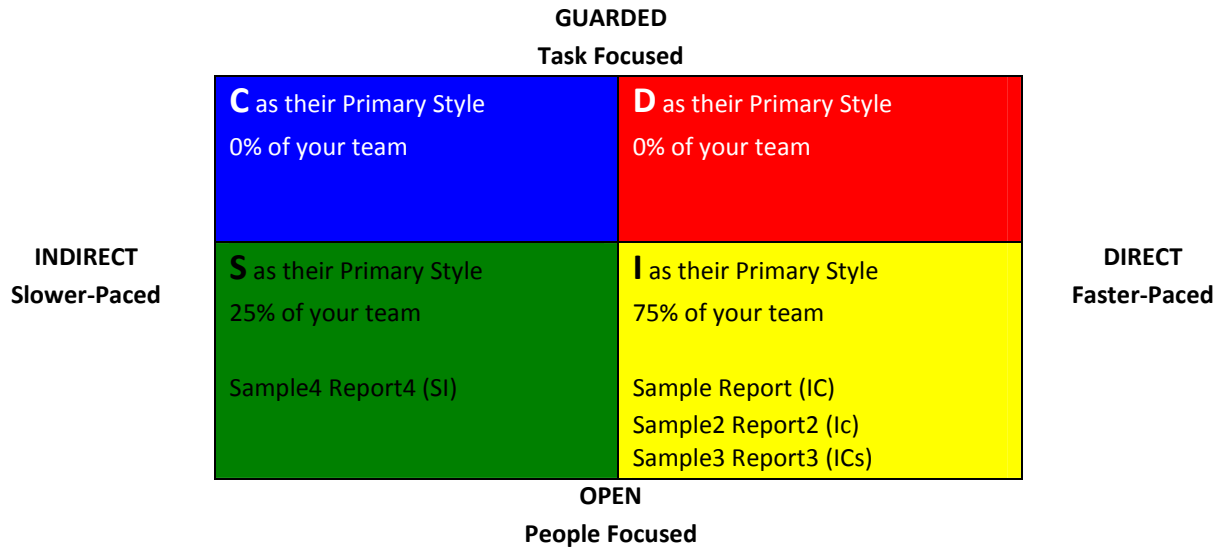 GUARDED
Task Focused
C as their Primary Style
0% of your team
D as their Primary Style
0% of your team
INDIRECT
Slower-Paced
S as their Primary Style
25% of your team
Sample4 Report4 (SI)
I as their Primary Style
75% of your team
Sample Report (IC)
Sample2 Report2 (Ic)
Sample3 Report3 (ICs)
DIRECT
Faster-Paced
OPEN
People Focused